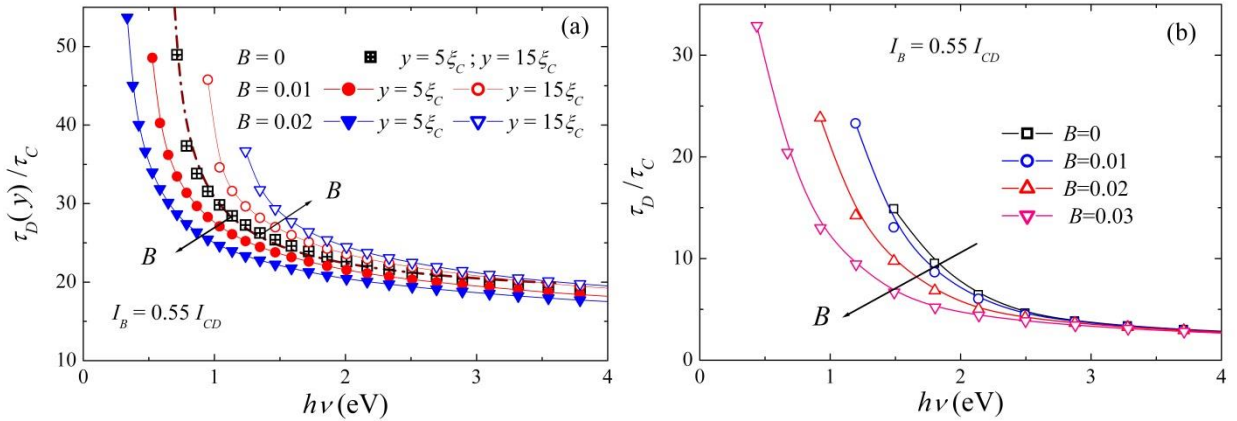 (a)
B = 0 y = 5ξ_C ; y = 15ξ_C
B = 0.01 y = 5ξ_C y = 15ξ_C
B = 0.02 y = 5ξ_C y = 15ξ_C
B
B
I_B = 0.55 I_CD
τ_D(y)/τ_C
50
40
30
20
10
0 1 2 3 4
hν (eV)
(b)
I_B = 0.55 I_CD
B=0
B=0.01
B=0.02
B=0.03
B
τ_D/τ_C
30
20
10
0
0 1 2 3 4
hν (eV)